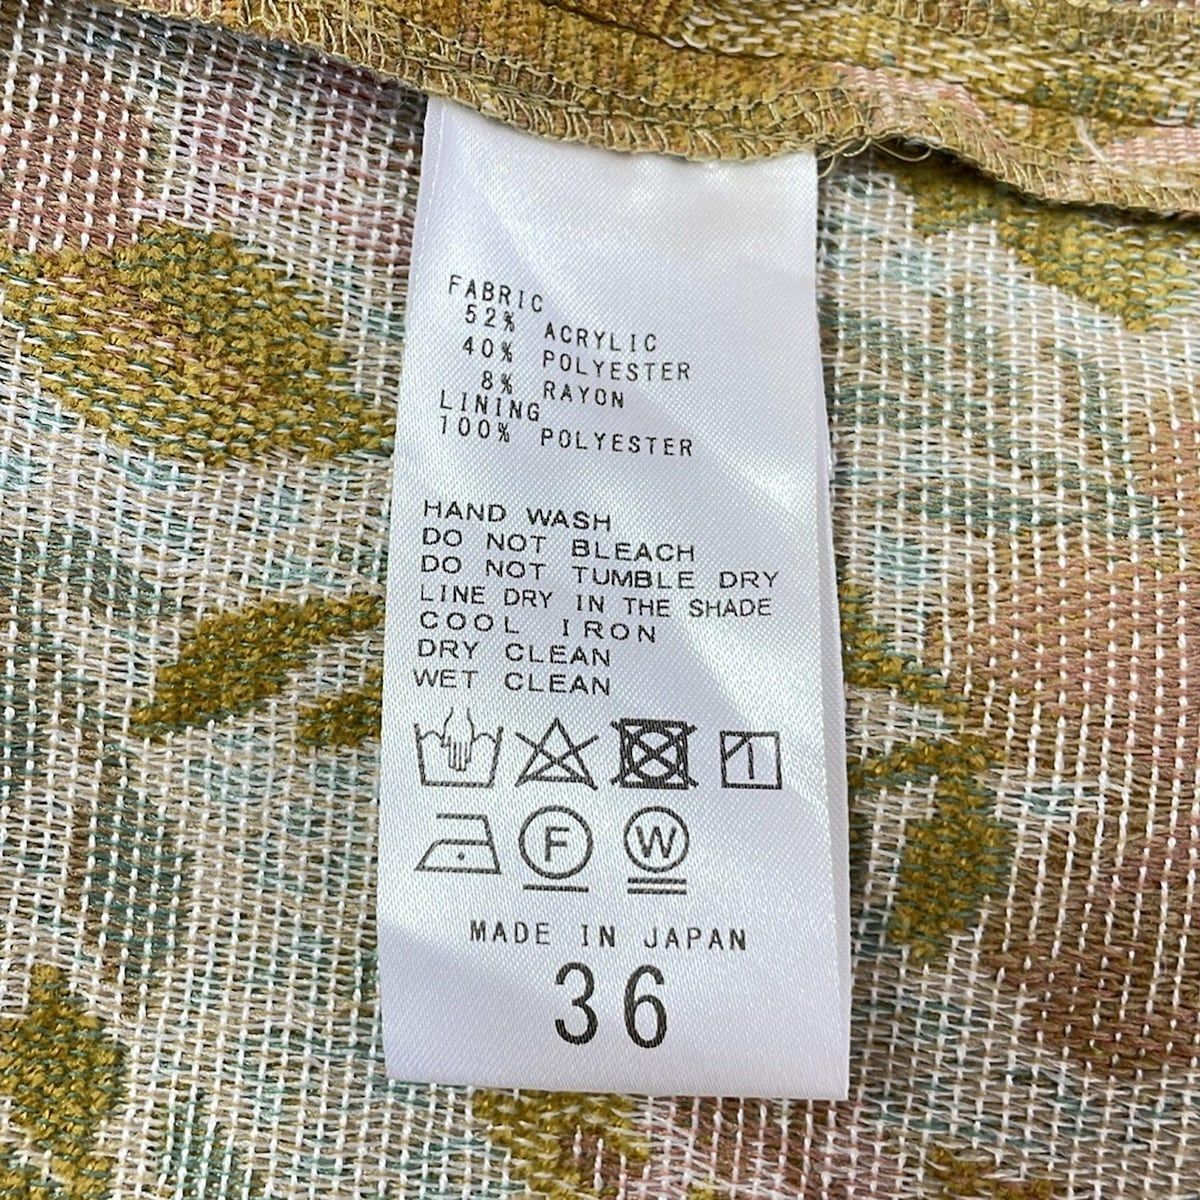 FABRIC
52% ACRYLIC
40% POLYESTER
8% RAYON
LINING
100% POLYESTER
HAND WASH
DO NOT BLEACH
DO NOT TUMBLE DRY
LINE DRY IN THE SHADE
COOL IRON
DRY CLEAN
WET CLEAN
F W
MADE IN JAPAN
36